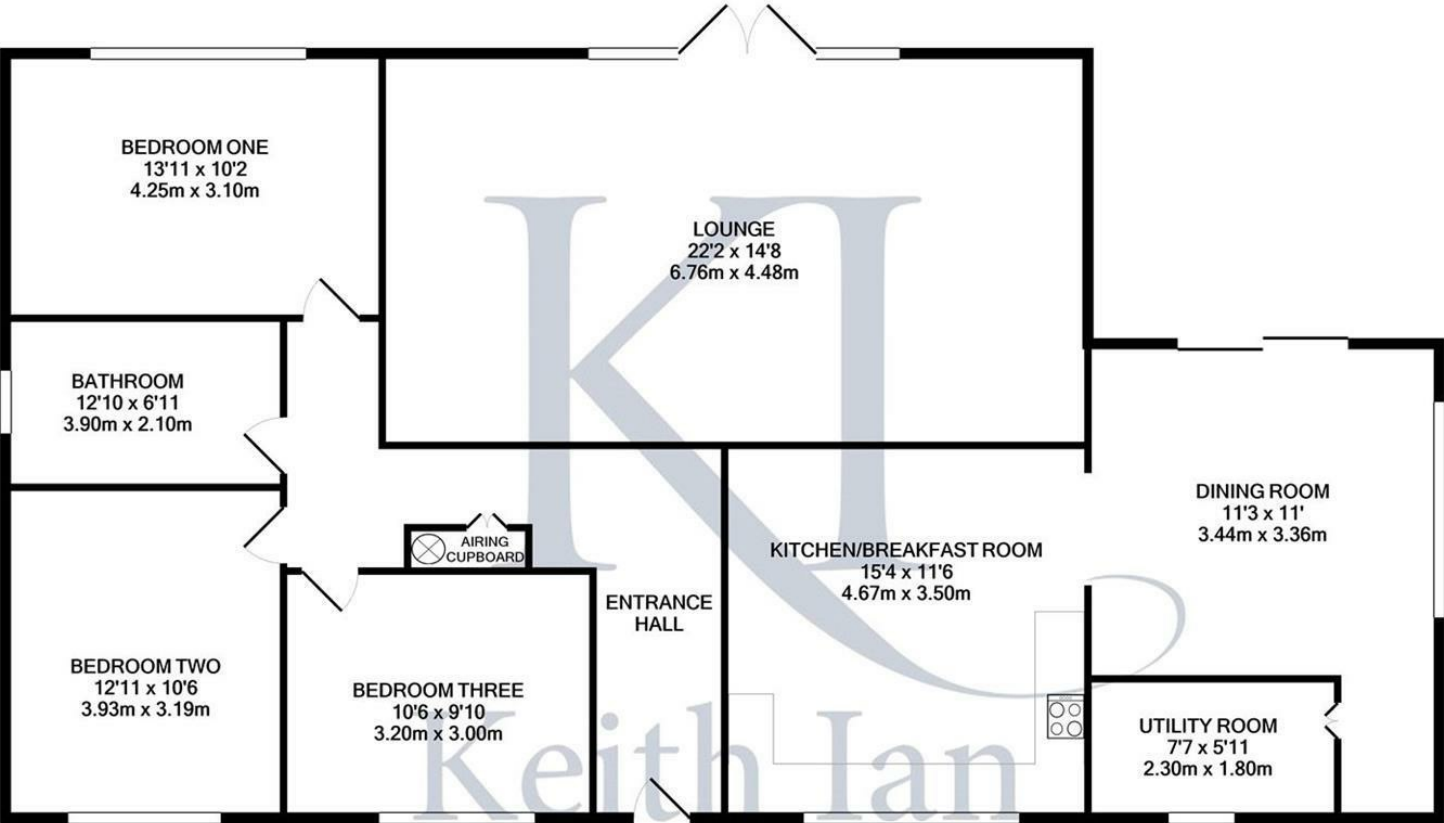 BEDROOM ONE
13'11 x 10'2
4.25m x 3.10m
LOUNGE
22'2 x 14'8
6.76m x 4.48m
BATHROOM
12'10 x 6'11
3.90m x 2.10m
AIRING
CUPBOARD
DINING ROOM
11'3 x 11'
3.44m x 3.36m
KITCHEN/BREAKFAST ROOM
15'4 x 11'6
4.67m x 3.50m
ENTRANCE
HALL
BEDROOM TWO
12'11 x 10'6
3.93m x 3.19m
BEDROOM THREE
10'6 x 9'10
3.20m x 3.00m
UTILITY ROOM
7'7 x 5'11
2.30m x 1.80m
KI
Keith Ian